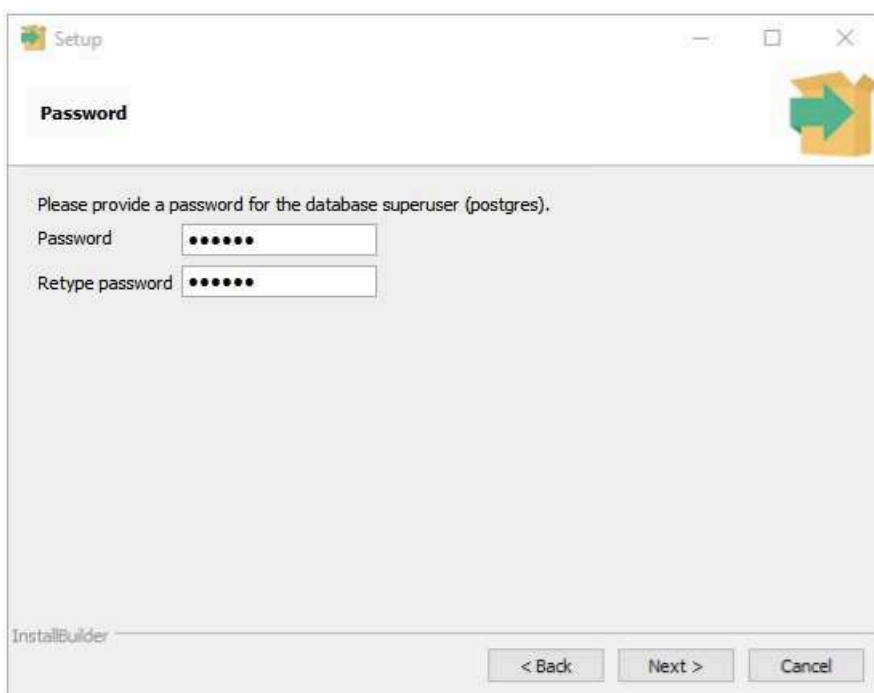 Setup
Password
Please provide a password for the database superuser (postgres).
Password ••••••
Retype password ••••••
InstallBuilder
< Back Next > Cancel